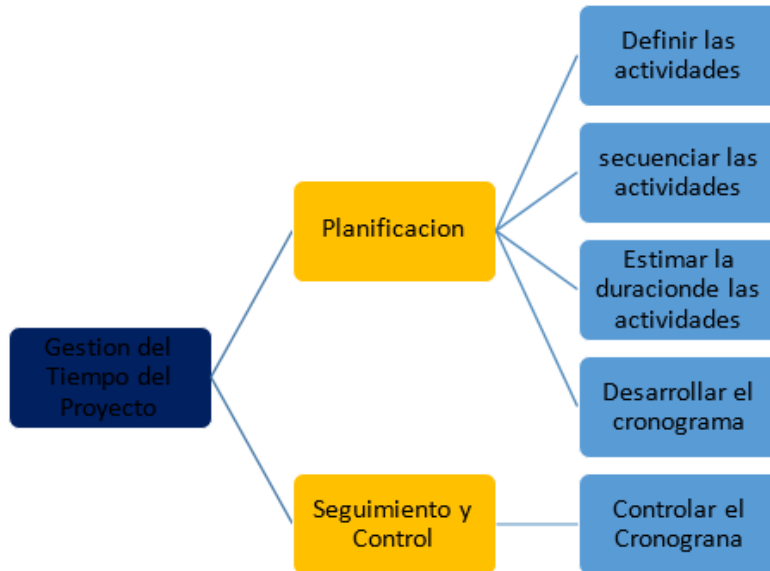 Definir las
actividades
secuenciar las
actividades
Planificacion
Estimar la
duracionde las
actividades
Gestion del
Tiempo del
Proyecto
Desarrollar el
cronograma
Seguimiento y
Control
Controlar el
Cronograna